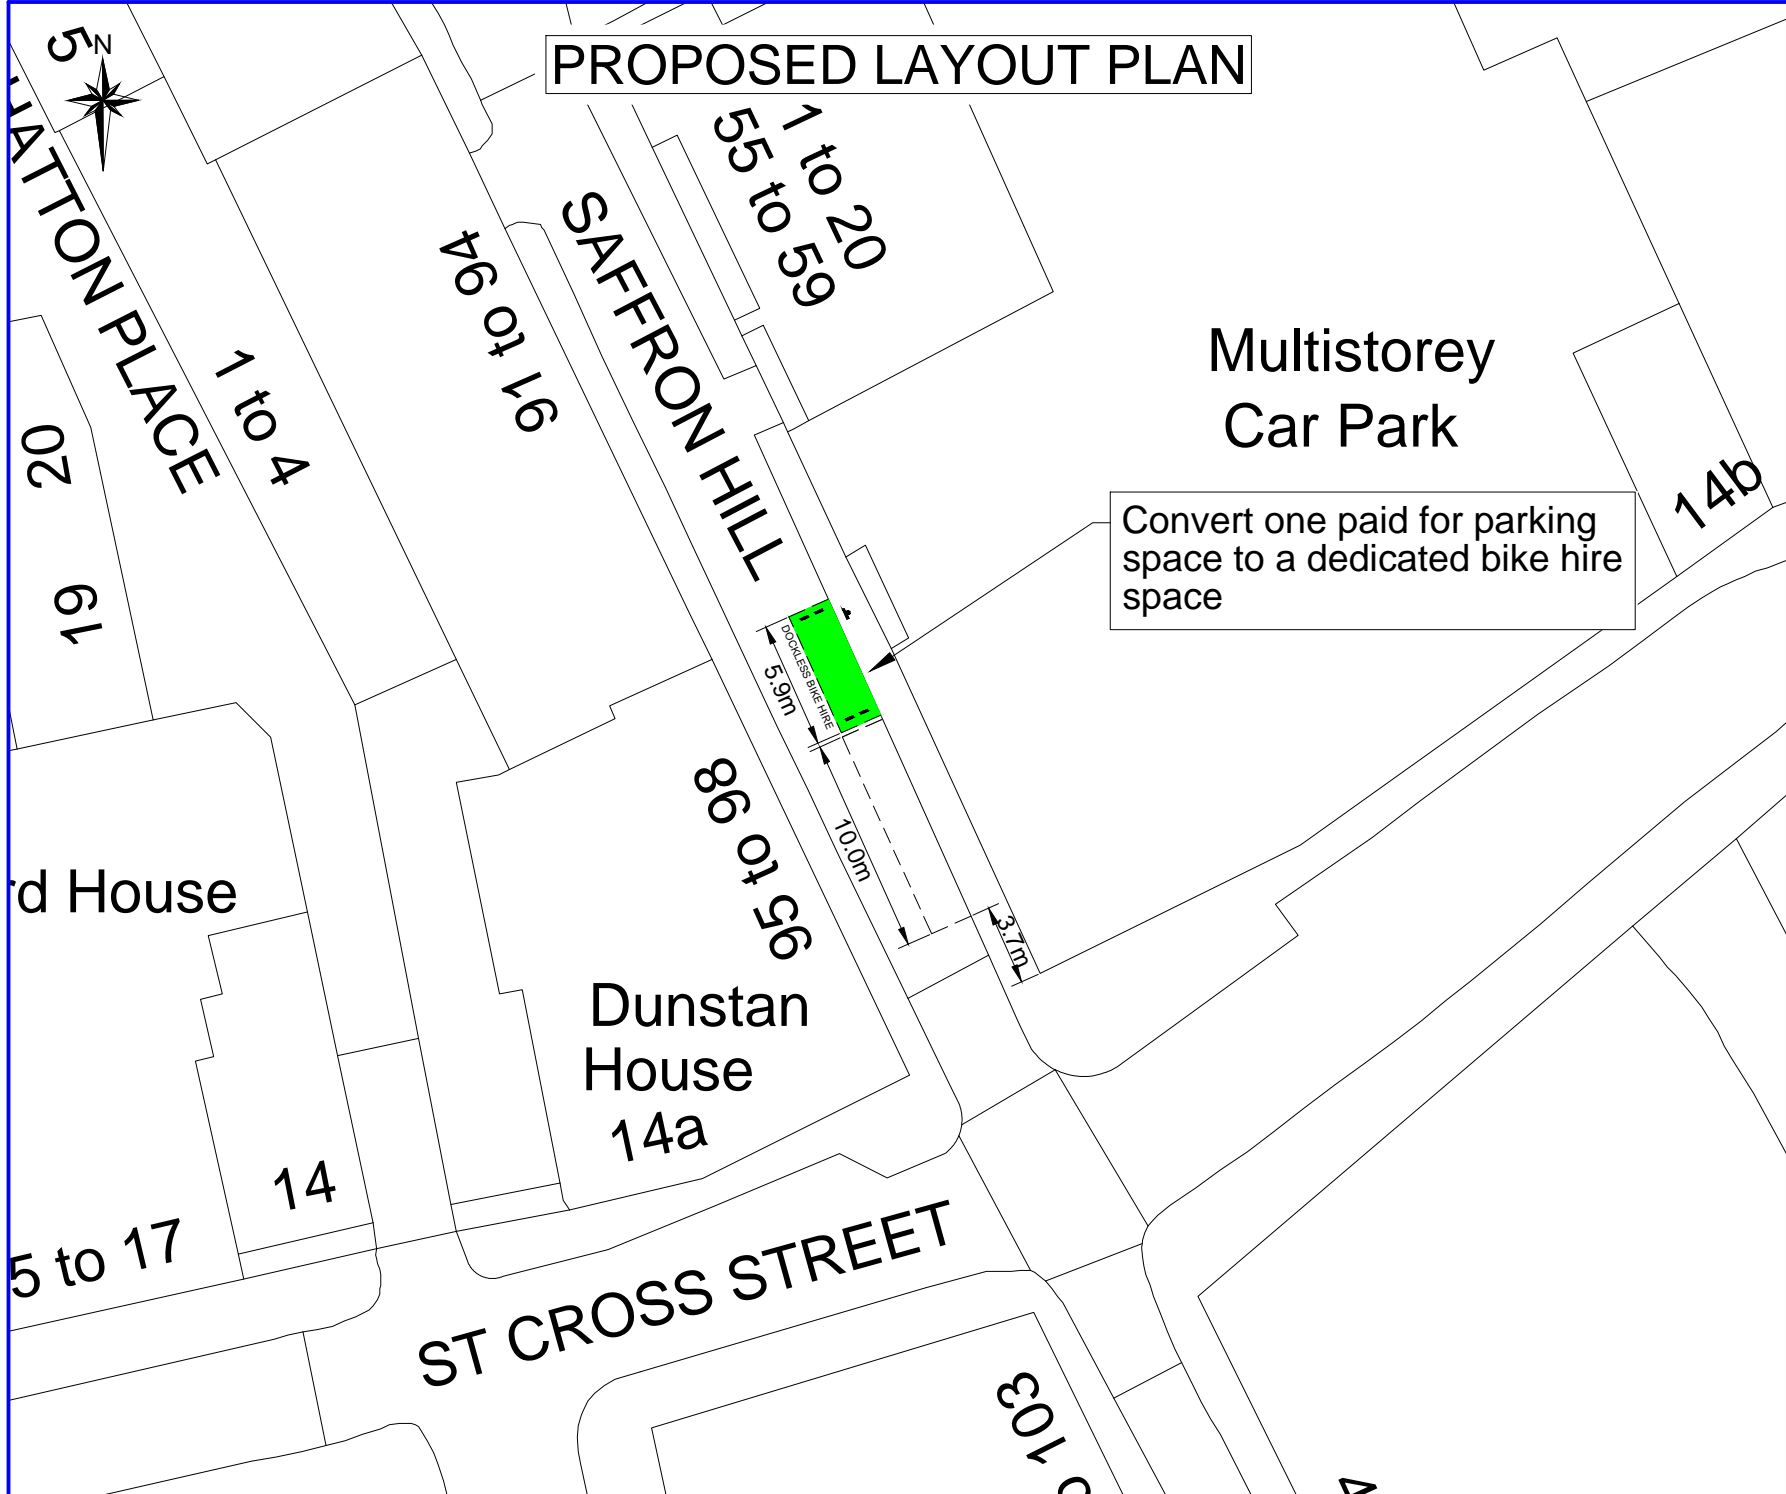 PROPOSED LAYOUT PLAN
N
5
HATTON PLACE
1 to 4
20
19
91 to 94
SAFFRON HILL
1 to 20
55 to 59
Multistorey
Car Park
14b
Convert one paid for parking
space to a dedicated bike hire
space
DOCKLESS BIKE HIRE
5.9m
10.0m
3.7m
95 to 98
rd House
Dunstan
House
14a
14
5 to 17
ST CROSS STREET
103